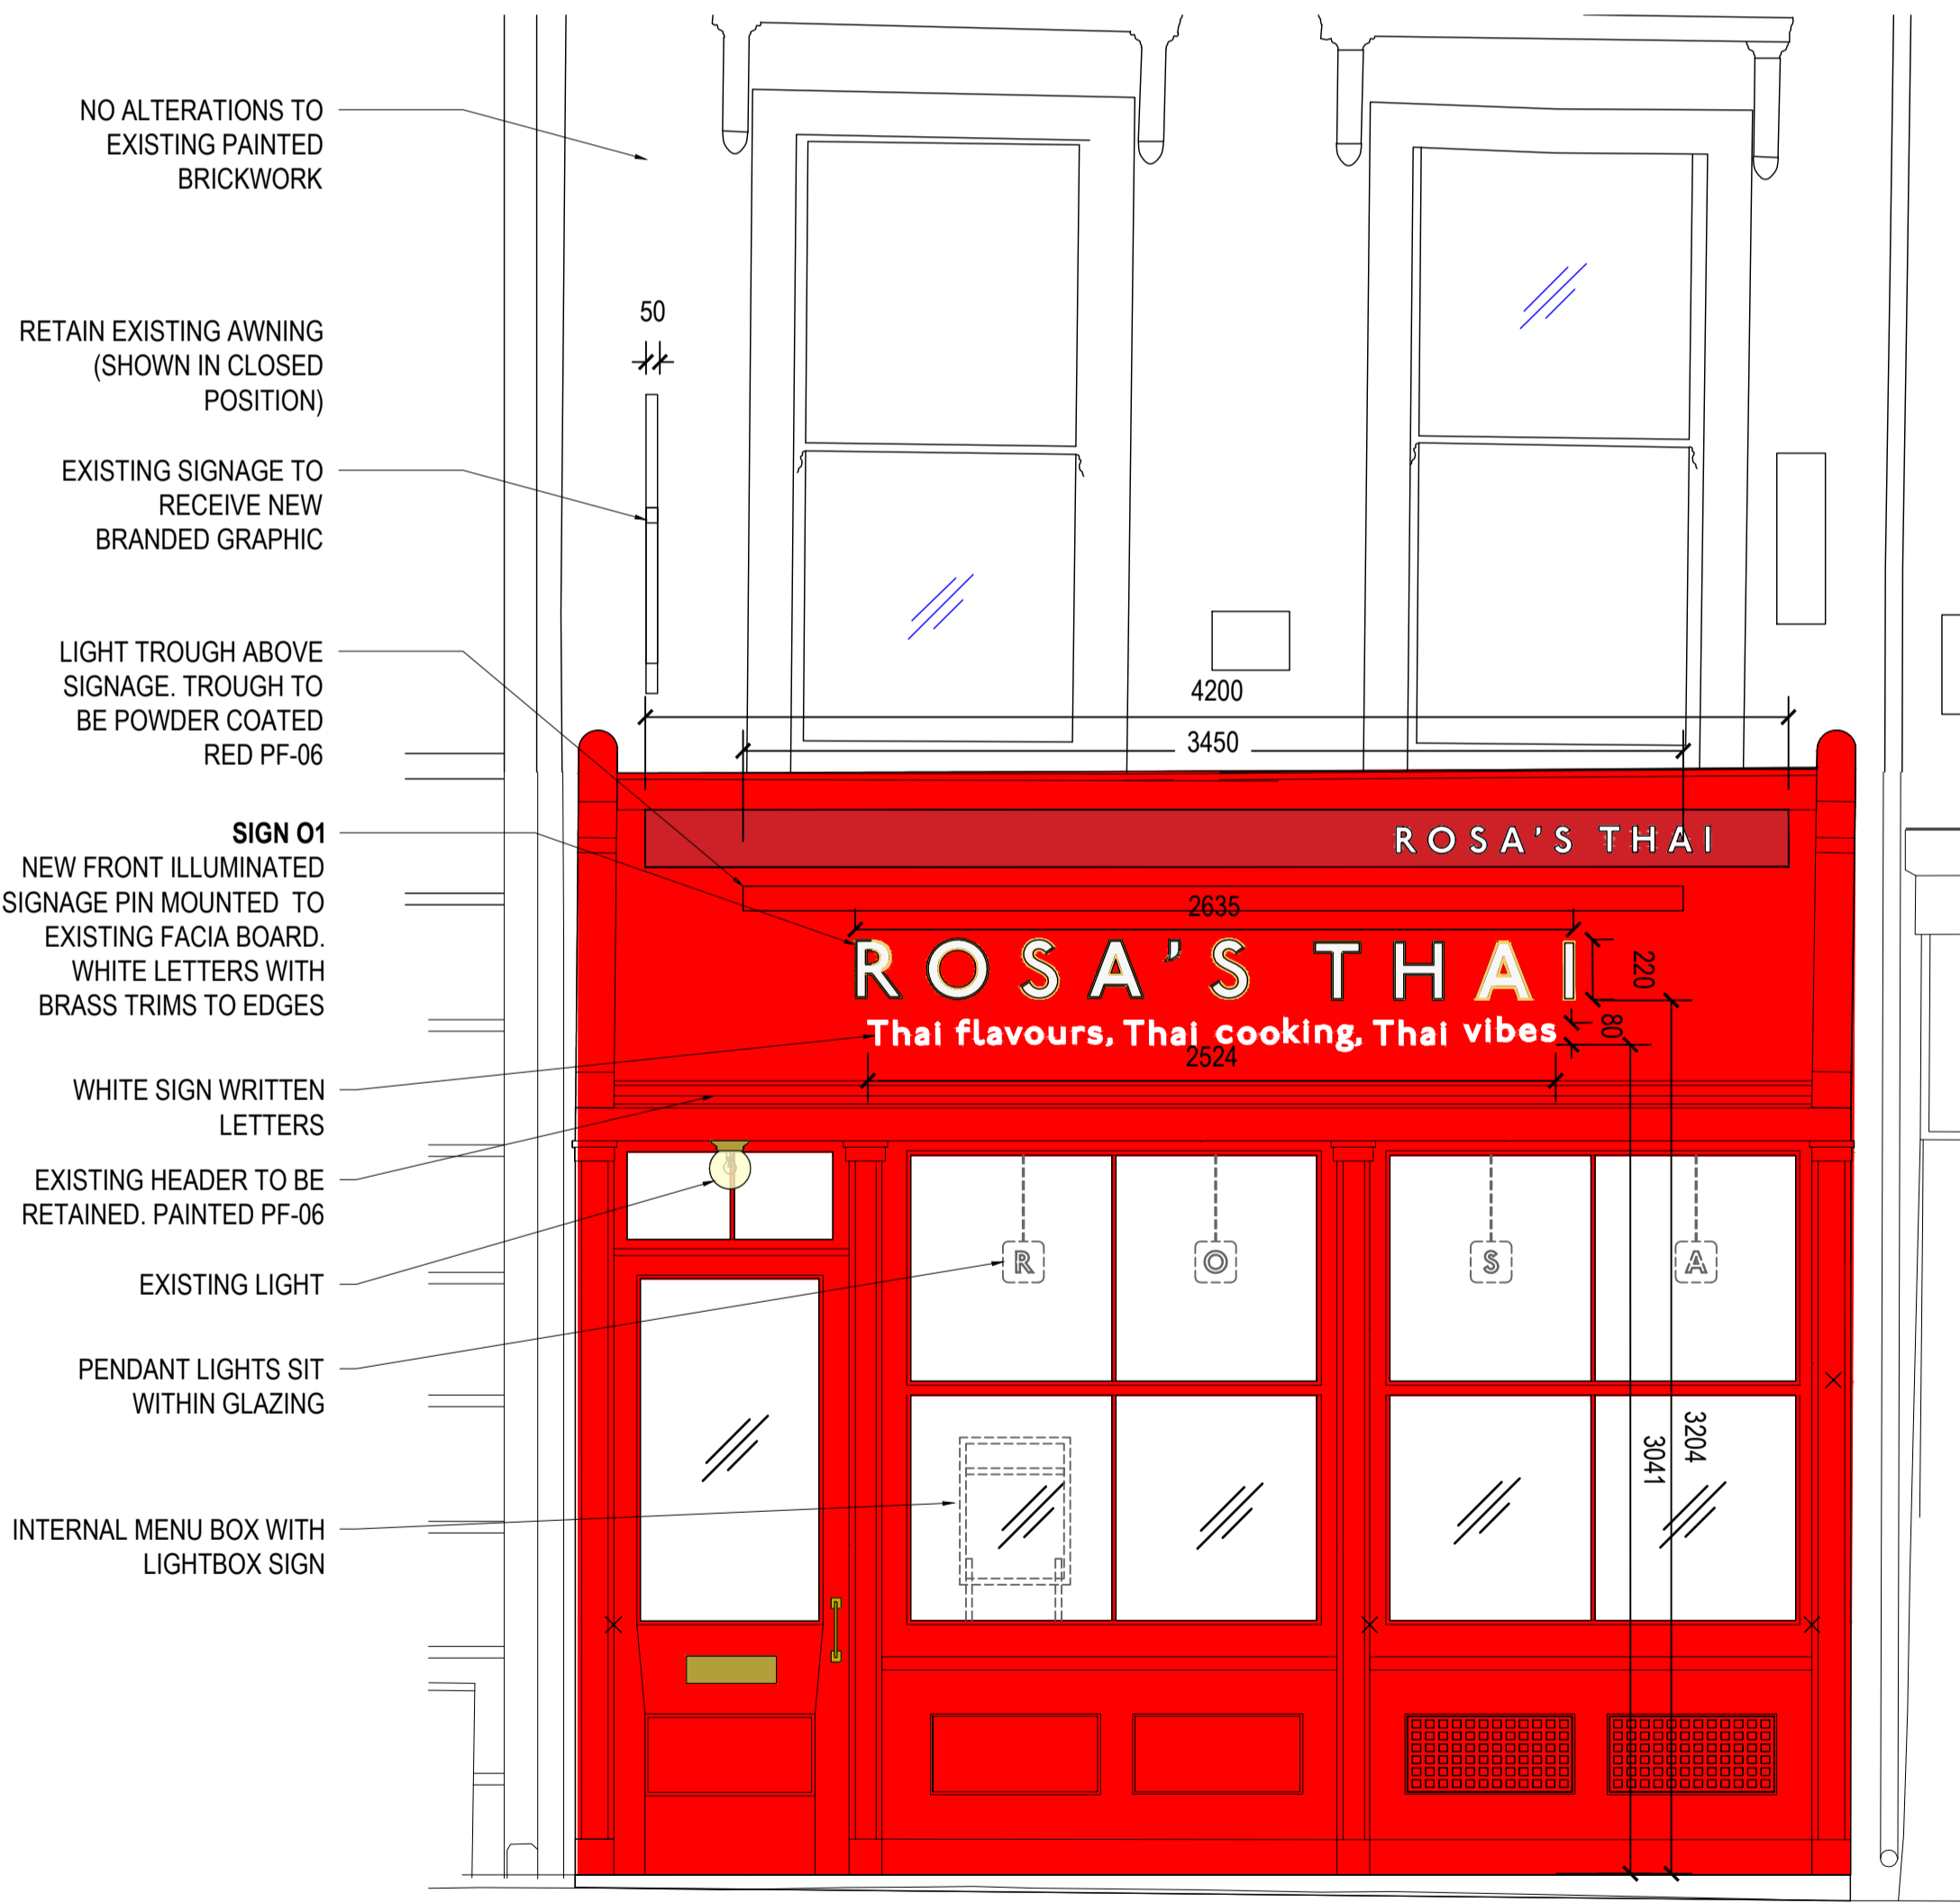 NO ALTERATIONS TO
EXISTING PAINTED
BRICKWORK
RETAIN EXISTING AWNING
(SHOWN IN CLOSED
POSITION)
EXISTING SIGNAGE TO
RECEIVE NEW
BRANDED GRAPHIC
LIGHT TROUGH ABOVE
SIGNAGE. TROUGH TO
BE POWDER COATED
RED PF-06
SIGN O1
NEW FRONT ILLUMINATED
SIGNAGE PIN MOUNTED TO
EXISTING FACIA BOARD.
WHITE LETTERS WITH
BRASS TRIMS TO EDGES
WHITE SIGN WRITTEN
LETTERS
EXISTING HEADER TO BE
RETAINED. PAINTED PF-06
EXISTING LIGHT
PENDANT LIGHTS SIT
WITHIN GLAZING
INTERNAL MENU BOX WITH
LIGHTBOX SIGN
50
4200
3450
ROSA'S THAI
2635
ROSA'S THAI
220
Thai flavours, Thai cooking, Thai vibes
80
2524
R O S A
3204
3041